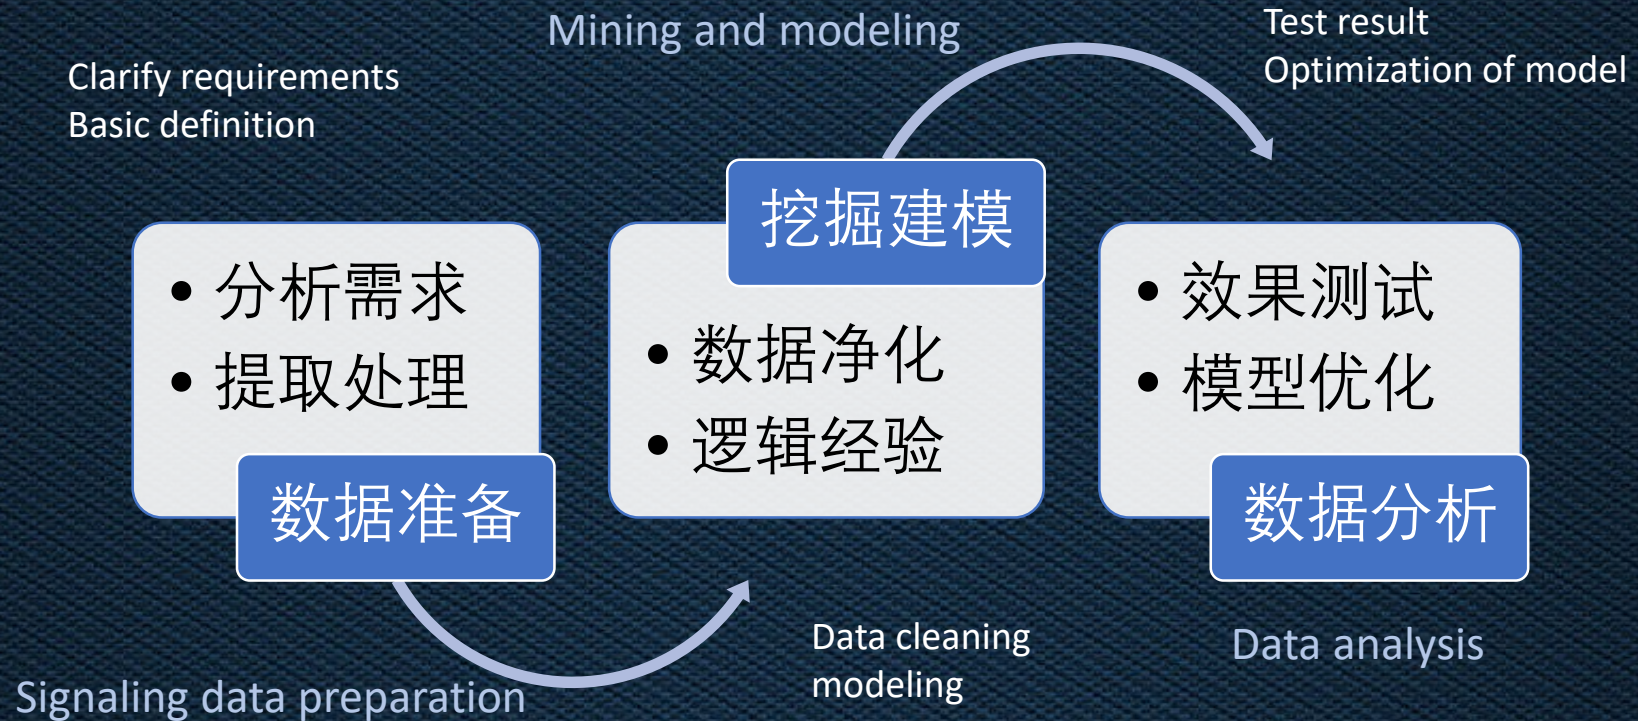 Mining and modeling
Test result
Optimization of model
Clarify requirements
Basic definition
挖掘建模
• 分析需求
• 提取处理
数据准备
• 数据净化
• 逻辑经验
• 效果测试
• 模型优化
数据分析
Data cleaning
modeling
Data analysis
Signaling data preparation